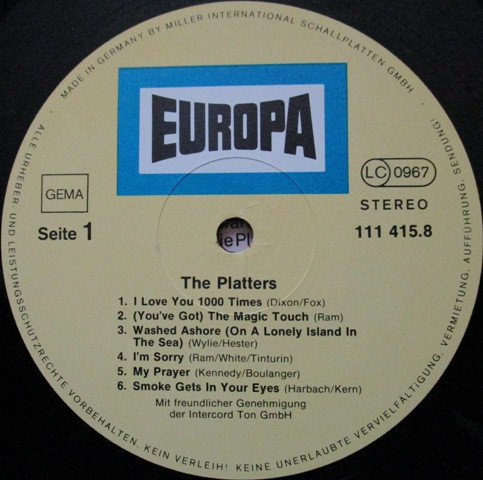 MADE IN GERMANY BY MILLER INTERNATIONAL SCHALLPLATTEN GMBH
EUROPA
GEMA
LC 0967
STEREO
Seite 1
111 415.8
The Platters
1. I Love You 1000 Times (Dixon/Fox)
2. (You've Got) The Magic Touch (Ram)
3. Washed Ashore (On A Lonely Island In
The Sea) (Wylie/Hester)
4. I'm Sorry (Ram/White/Tinturin)
5. My Prayer (Kennedy/Boulanger)
6. Smoke Gets In Your Eyes (Harbach/Kern)
Mit freundlicher Genehmigung
der Intercord Ton GmbH
ALLE URHEBER- UND LEISTUNGSSCHUTZRECHTE VORBEHALTEN. KEIN VERLEIH! KEINE UNERLAUBTE VERVIELFÄLTIGUNG, VERMIETUNG, AUFFÜHRUNG, SENDUNG!